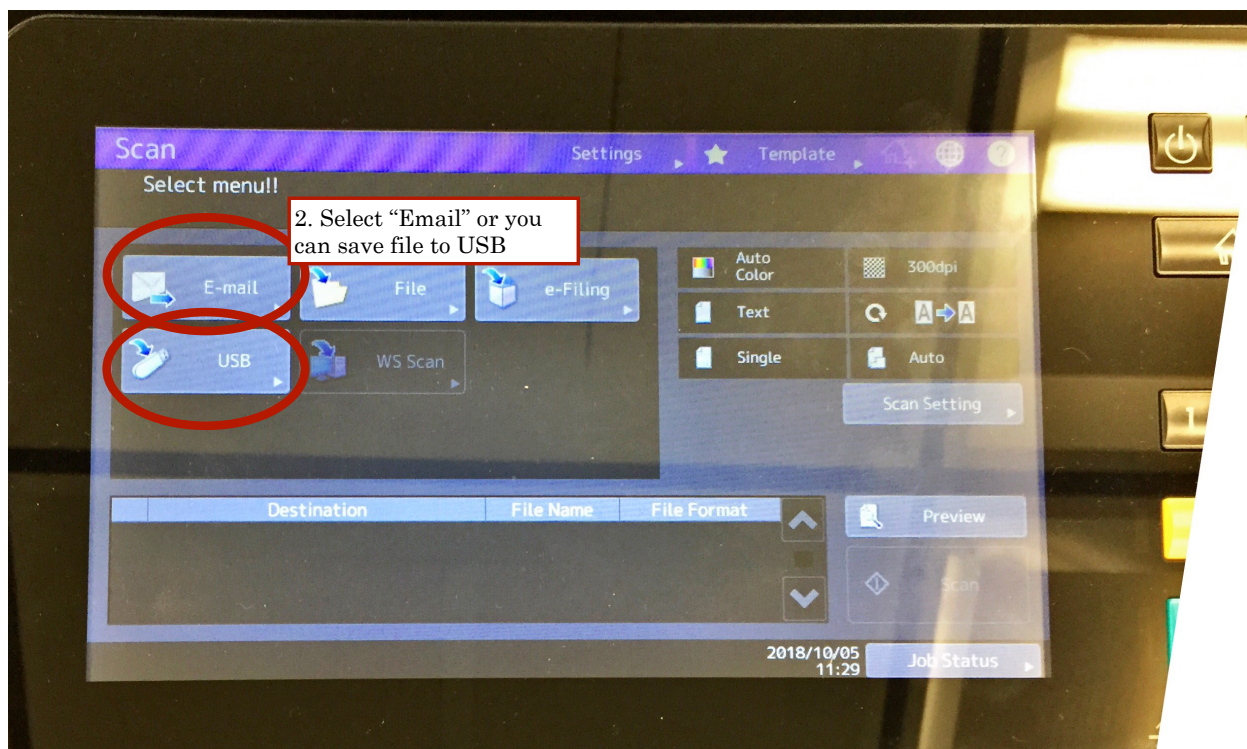 Scan
Settings
Template
?
Select menu!!
2. Select “Email” or you
can save file to USB
E-mail
File
e-Filing
USB
WS Scan
Auto
Color
300dpi
Text
A A
Single
Auto
Scan Setting
Destination
File Name
File Format
Preview
Scan
2018/10/05
11:29
Job Status
1